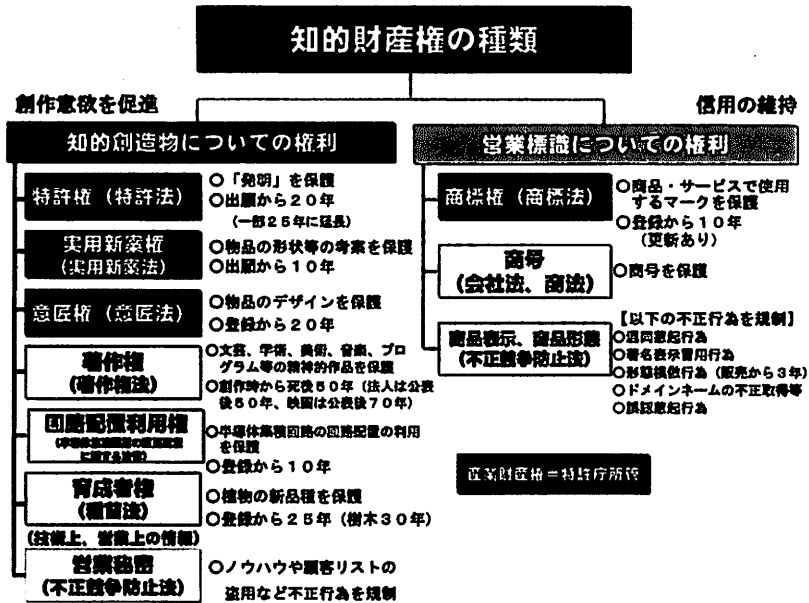 知的財産権の種類
創作意欲を促進
信用の維持
知的創造物についての権利
特許権（特許法）
○「発明」を保護
○出願から２０年
（一部２５年に延長）
実用新案権
（実用新案法）
○物品の形状等の考案を保護
○出願から１０年
意匠権（意匠法）
○物品のデザインを保護
○登録から２０年
著作権
（著作権法）
○文芸、学術、美術、音楽、プロ
グラム等の精神的作品を保護
○創作時から死後５０年（法人は公表
後５０年、映画は公表後７０年）
回路配置利用権
○半導体集積回路の回路配置の利用
を保護
○登録から１０年
育成者権
（種苗法）
○植物の新品種を保護
○登録から２５年（樹木３０年）
（技術上、営業上の情報）
営業秘密
（不正競争防止法）
○ノウハウや顧客リストの
盗用など不正行為を規制
営業標識についての権利
商標権（商標法）
○商品・サービスで使用
するマークを保護
○登録から１０年
（更新あり）
商号
（会社法、商法）
○商号を保護
商品表示、商品形態
（不正競争防止法）
【以下の不正行為を規制】
○混同惹起行為
○著名表示冒用行為
○形態模倣行為（販売から３年）
○ドメインネームの不正取得等
○誤認惹起行為
産業財産権＝特許庁所管